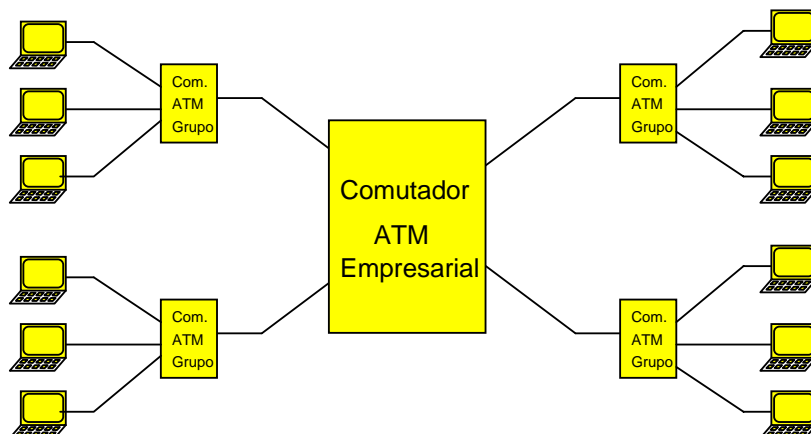 Com.
ATM
Grupo
Com.
ATM
Grupo
Comutador
ATM
Empresarial
Com.
ATM
Grupo
Com.
ATM
Grupo